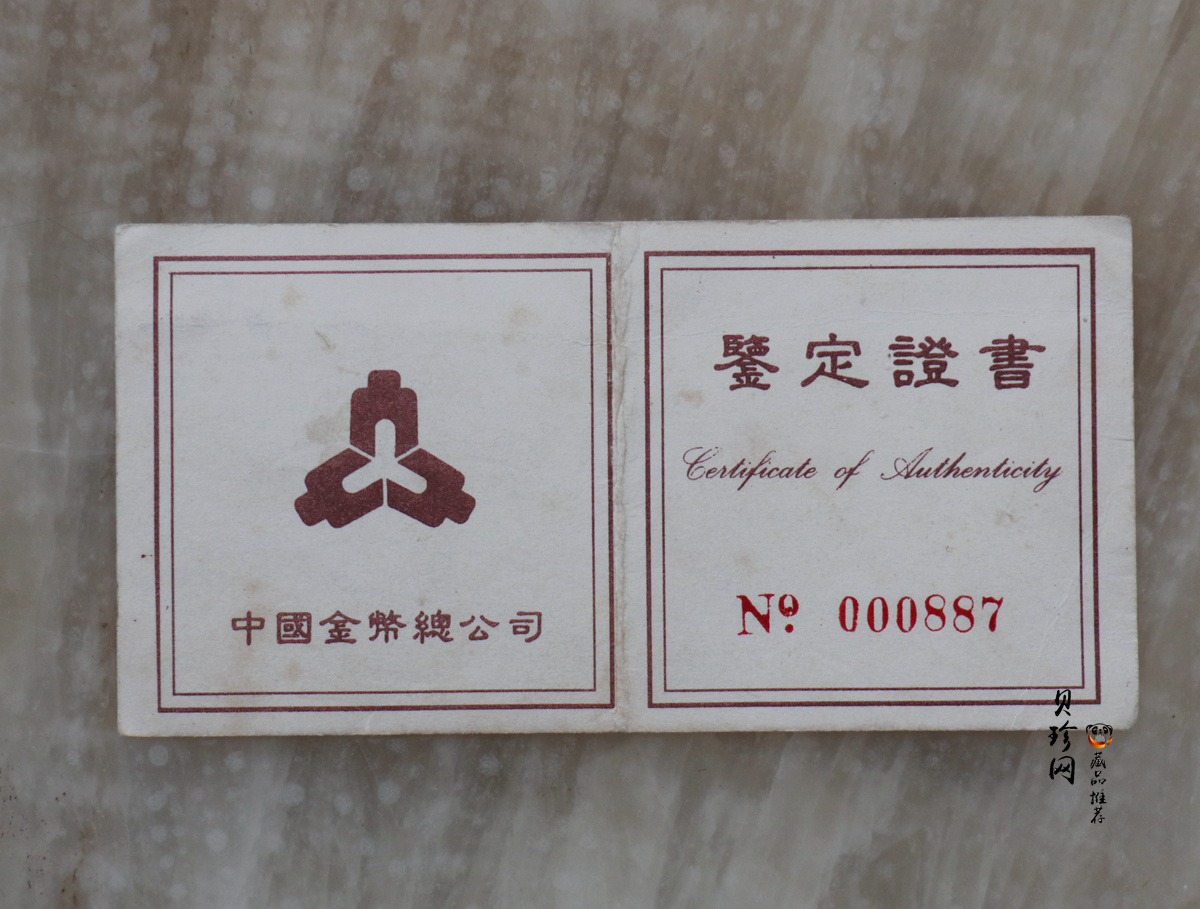 中國金幣總公司
鑒定證書
Certificate of Authenticity
Nº 000887
贝珍网
藏品推荐